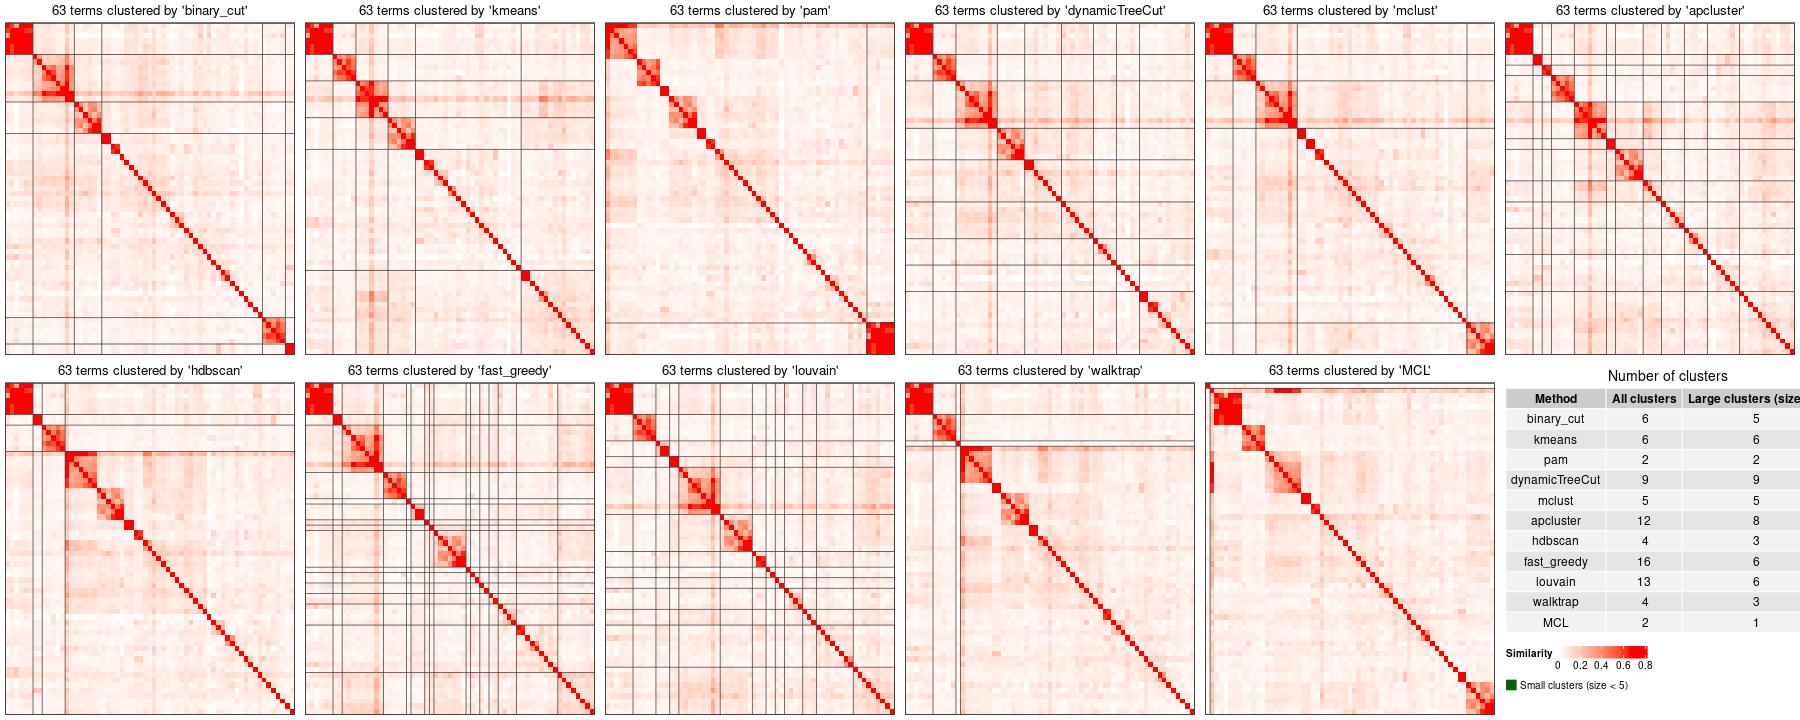 63 terms clustered by 'binary_cut'
63 terms clustered by 'kmeans'
63 terms clustered by 'pam'
63 terms clustered by 'dynamicTreeCut'
63 terms clustered by 'mclust'
63 terms clustered by 'apcluster'
63 terms clustered by 'hdbscan'
63 terms clustered by 'fast_greedy'
63 terms clustered by 'louvain'
63 terms clustered by 'walktrap'
63 terms clustered by 'MCL'
Number of clusters
Method All clusters Large clusters (size
binary_cut 6 5
kmeans 6 6
pam 2 2
dynamicTreeCut 9 9
mclust 5 5
apcluster 12 8
hdbscan 4 3
fast_greedy 16 6
louvain 13 6
walktrap 4 3
MCL 2 1
Similarity
0 0.2 0.4 0.6 0.8
Small clusters (size < 5)